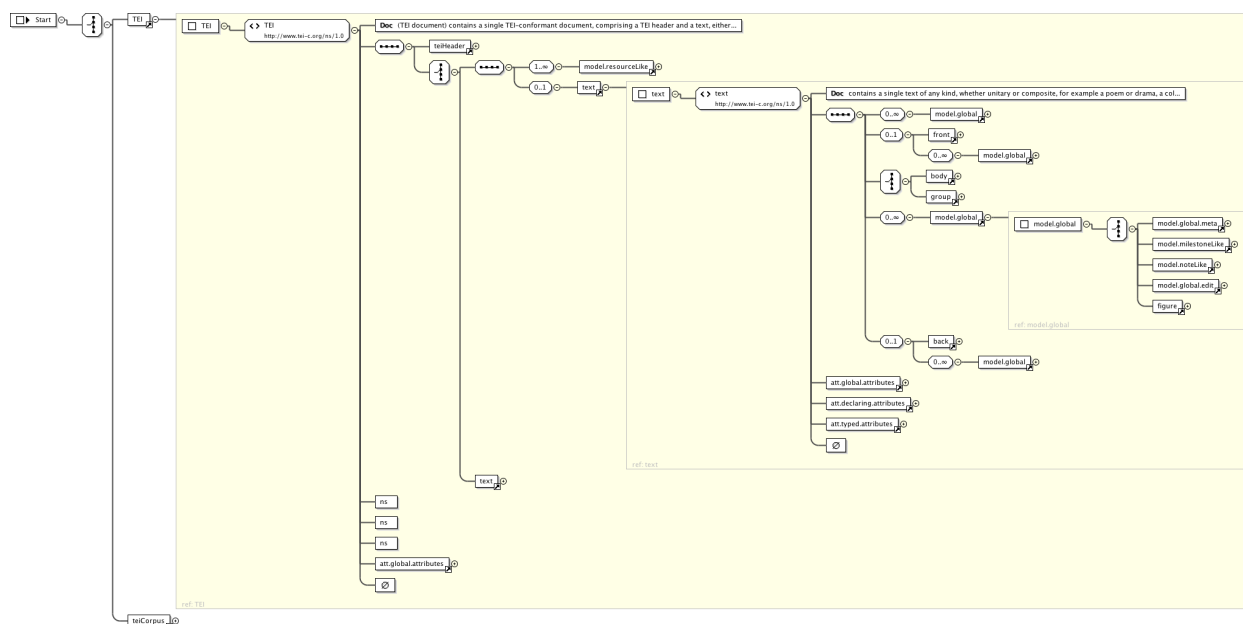 Start
TEI
TEI
<> TEI
http://www.tei-c.org/ns/1.0
Doc (TEI document) contains a single TEI-conformant document, comprising a TEI header and a text, either...
teiHeader
1..∞
model.resourceLike
0..1
text
text
<> text
http://www.tei-c.org/ns/1.0
Doc contains a single text of any kind, whether unitary or composite, for example a poem or drama, a col...
0..∞
model.global
0..1
front
0..∞
model.global
body
group
0..∞
model.global
model.global
model.global.meta
model.milestoneLike
model.noteLike
model.global.edit
figure
ref: model.global
0..1
back
0..∞
model.global
att.global.attributes
att.declaring.attributes
att.typed.attributes
∅
ref: text
text
ns
ns
ns
att.global.attributes
∅
ref: TEI
teiCorpus